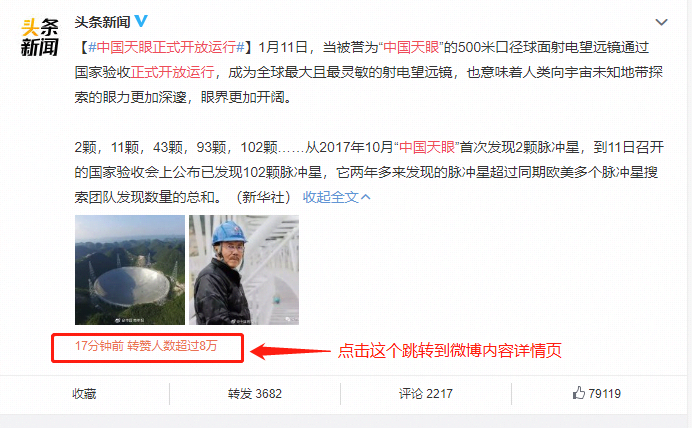 头条
新闻
头条新闻
【#中国天眼正式开放运行#】1月11日，当被誉为“中国天眼”的500米口径球面射电望远镜通过
国家验收正式开放运行，成为全球最大且最灵敏的射电望远镜，也意味着人类向宇宙未知地带探
索的眼力更加深邃，眼界更加开阔。
2颗，11颗，43颗，93颗，102颗……从2017年10月“中国天眼”首次发现2颗脉冲星，到11日召开
的国家验收会上公布已发现102颗脉冲星，它两年多来发现的脉冲星超过同期欧美多个脉冲星搜
索团队发现数量的总和。（新华社） 收起全文
17分钟前 转赞人数超过8万
点击这个跳转到微博内容详情页
收藏
转发 3682
评论 2217
79119